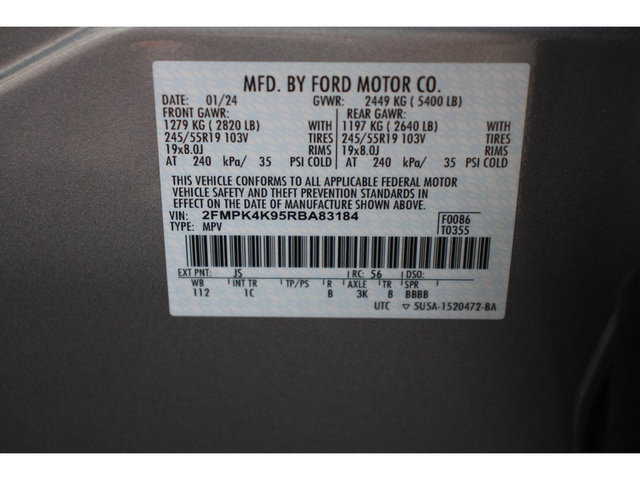 MFD. BY FORD MOTOR CO.
DATE: 01/24 GVWR: 2449 KG ( 5400 LB)
FRONT GAWR: REAR GAWR:
1279 KG ( 2820 LB) WITH 1197 KG ( 2640 LB) WITH
245/55R19 103V TIRES 245/55R19 103V TIRES
19x8.0J RIMS 19x8.0J RIMS
AT 240 kPa/ 35 PSI COLD AT 240 kPa/ 35 PSI COLD
THIS VEHICLE CONFORMS TO ALL APPLICABLE FEDERAL MOTOR
VEHICLE SAFETY AND THEFT PREVENTION STANDARDS IN
EFFECT ON THE DATE OF MANUFACTURE SHOWN ABOVE.
VIN: 2FMPK4K95RBA83184 F0086
TYPE: MPV T0355
EXT PNT: JS RC: 56 DSO:
WB INT TR TP/PS R AXLE TR SPR
112 1C B 3K 8 BBBB
UTC ▽ 5U5A-1520472-BA